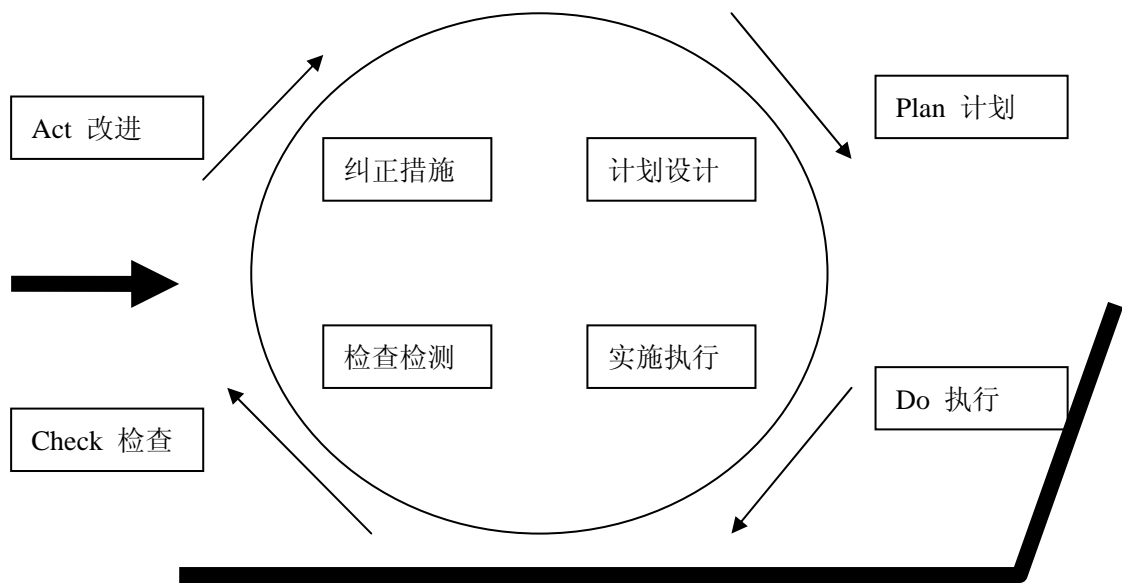 Plan 计划
Act 改进
纠正措施
计划设计
检查检测
实施执行
Do 执行
Check 检查